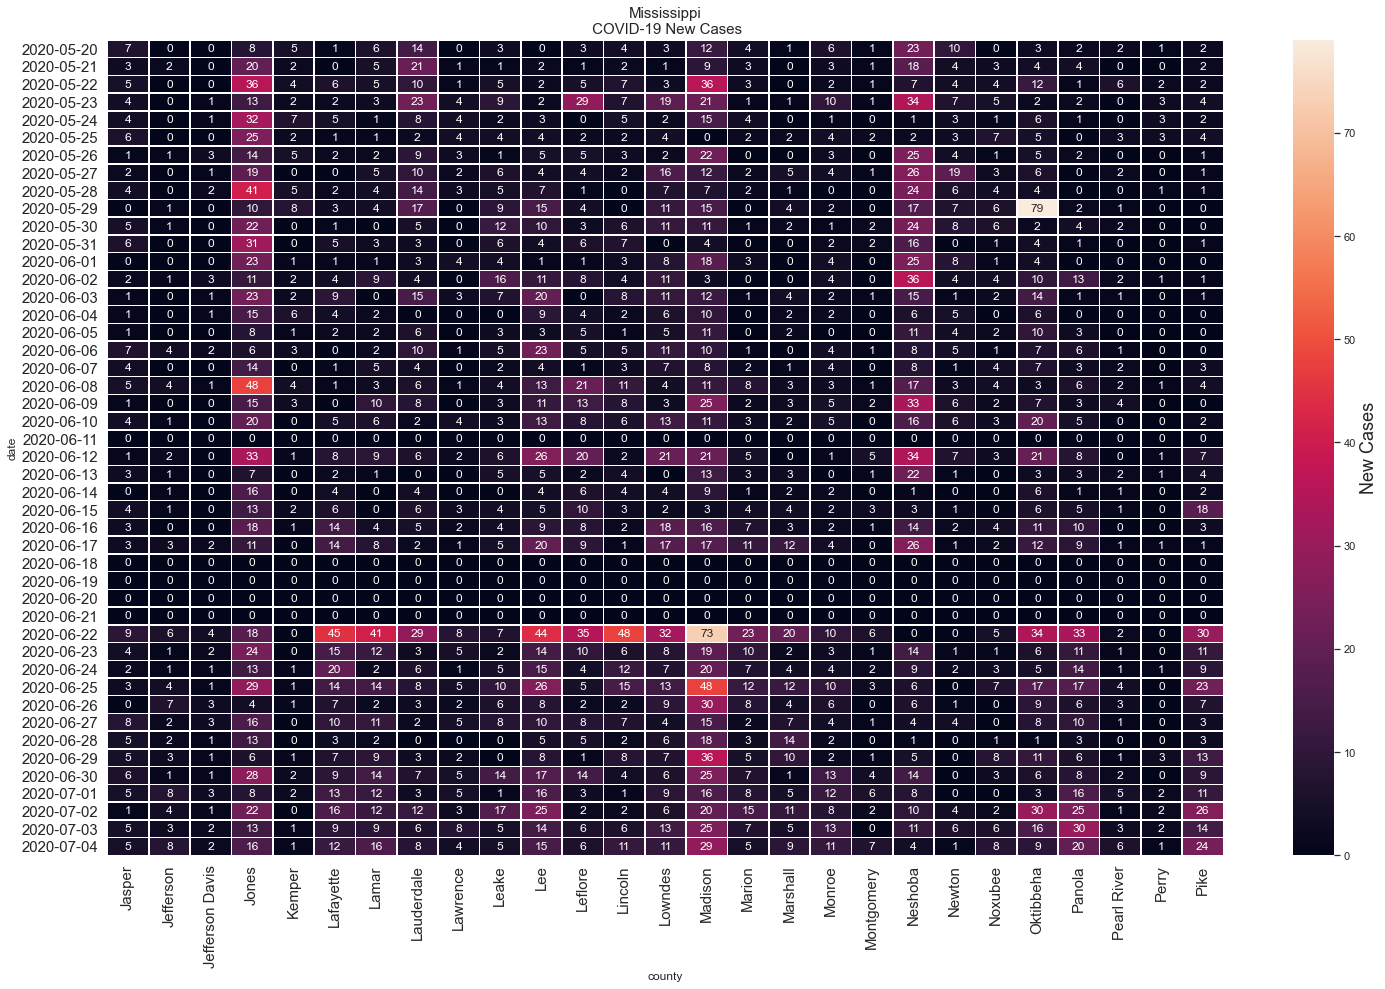 Mississippi
COVID-19 New Cases
2020-05-20 7 0 0 8 5 1 6 14 0 3 0 3 4 3 12 4 1 6 1 23 10 0 3 2 2 1 2
2020-05-21 3 2 0 20 2 0 5 21 1 1 2 1 2 1 9 3 0 3 1 18 4 3 4 4 0 0 2
2020-05-22 5 0 0 36 4 6 5 10 1 5 2 5 7 3 36 3 0 2 1 7 4 4 12 1 6 2 2
2020-05-23 4 0 1 13 2 2 3 23 4 9 2 29 7 19 21 1 1 10 1 34 7 5 2 2 0 3 4
2020-05-24 4 0 1 32 7 5 1 8 4 2 3 0 5 2 15 4 0 1 0 1 3 1 6 1 0 3 2
2020-05-25 6 0 0 25 2 1 1 2 4 4 4 2 2 4 0 2 2 4 2 2 3 7 5 0 3 3 4
2020-05-26 1 1 3 14 5 2 2 9 3 1 5 5 3 2 22 0 0 3 0 25 4 1 5 2 0 0 1
2020-05-27 2 0 1 19 0 0 5 10 2 6 4 4 2 16 12 2 5 4 1 26 19 3 6 0 2 0 1
2020-05-28 4 0 2 41 5 2 4 14 3 5 7 1 0 7 7 2 1 0 0 24 6 4 4 0 0 1 1
2020-05-29 0 1 0 10 8 3 4 17 0 9 15 4 0 11 15 0 4 2 0 17 7 6 79 2 1 0 0
2020-05-30 5 1 0 22 0 1 0 5 0 12 10 3 6 11 11 1 2 1 2 24 8 6 2 4 2 0 0
2020-05-31 6 0 0 31 0 5 3 3 0 6 4 6 7 0 4 0 0 2 2 16 0 1 4 1 0 0 1
2020-06-01 0 0 0 23 1 1 1 3 4 4 1 1 3 8 18 3 0 4 0 25 8 1 4 0 0 0 0
2020-06-02 2 1 3 11 2 4 9 4 0 16 11 8 4 11 3 0 0 4 0 36 4 4 10 13 2 1 1
2020-06-03 1 0 1 23 2 9 0 15 3 7 20 0 8 11 12 1 4 2 1 15 1 2 14 1 1 0 1
2020-06-04 1 0 1 15 6 4 2 0 0 0 9 4 2 6 10 0 2 0 0 6 5 0 6 0 0 0 0
2020-06-05 1 0 0 8 1 2 2 6 0 3 3 5 1 5 11 0 2 0 0 11 4 2 10 3 0 0 0
2020-06-06 7 4 2 6 3 0 2 10 1 5 23 5 5 11 10 1 0 4 1 8 5 1 7 6 1 0 0
2020-06-07 4 0 0 14 0 1 5 4 0 2 4 1 3 7 8 2 1 4 0 8 1 4 7 3 2 0 3
2020-06-08 5 4 1 48 4 1 3 6 1 4 13 21 11 4 11 8 3 3 1 17 3 4 3 6 2 1 4
2020-06-09 1 0 0 15 3 0 10 8 0 3 11 13 8 3 25 2 3 5 2 33 6 2 7 3 4 0 0
2020-06-10 4 1 0 20 0 5 6 2 4 3 13 8 6 13 11 3 2 5 0 16 6 3 20 5 0 0 2
2020-06-11 0 0 0 0 0 0 0 0 0 0 0 0 0 0 0 0 0 0 0 0 0 0 0 0 0 0 0
2020-06-12 1 2 0 33 1 8 9 6 2 6 26 20 2 21 21 5 0 1 5 34 7 3 21 8 0 1 7
2020-06-13 3 1 0 7 0 2 1 0 0 5 5 2 4 0 13 3 3 0 1 22 1 0 3 3 2 1 4
2020-06-14 0 1 0 16 0 4 0 4 0 0 4 6 4 4 9 1 2 2 0 1 0 0 6 1 1 0 2
2020-06-15 4 1 0 13 2 6 0 6 3 4 5 10 3 2 3 4 4 2 3 3 1 0 6 5 1 0 18
2020-06-16 3 0 0 18 1 14 4 5 2 4 9 8 2 18 16 7 3 2 1 14 2 4 11 10 0 0 3
2020-06-17 3 3 2 11 0 14 8 2 1 5 20 9 1 17 17 11 12 4 0 26 1 2 12 9 1 1 1
2020-06-18 0 0 0 0 0 0 0 0 0 0 0 0 0 0 0 0 0 0 0 0 0 0 0 0 0 0 0
2020-06-19 0 0 0 0 0 0 0 0 0 0 0 0 0 0 0 0 0 0 0 0 0 0 0 0 0 0 0
2020-06-20 0 0 0 0 0 0 0 0 0 0 0 0 0 0 0 0 0 0 0 0 0 0 0 0 0 0 0
2020-06-21 0 0 0 0 0 0 0 0 0 0 0 0 0 0 0 0 0 0 0 0 0 0 0 0 0 0 0
2020-06-22 9 6 4 18 0 45 41 29 8 7 44 35 48 32 73 23 20 10 6 0 0 5 34 33 2 0 30
2020-06-23 4 1 2 24 0 15 12 3 5 2 14 10 6 8 19 10 2 3 1 14 1 1 6 11 1 0 11
2020-06-24 2 1 1 13 1 20 2 6 1 5 15 4 12 7 20 7 4 4 2 9 2 3 5 14 1 1 9
2020-06-25 3 4 1 29 1 14 14 8 5 10 26 5 15 13 48 12 12 10 3 6 0 7 17 17 4 0 23
2020-06-26 0 7 3 4 1 7 2 3 2 6 8 2 2 9 30 8 4 6 0 6 1 0 9 6 3 0 7
2020-06-27 8 2 3 16 0 10 11 2 5 8 10 8 7 4 15 2 7 4 1 4 4 0 8 10 1 0 3
2020-06-28 5 2 1 13 0 3 2 0 0 0 5 5 2 6 18 3 14 2 0 1 0 1 1 3 0 0 3
2020-06-29 5 3 1 6 1 7 9 3 2 0 8 1 8 7 36 5 10 2 1 5 0 8 11 6 1 3 13
2020-06-30 6 1 1 28 2 9 14 7 5 14 17 14 4 6 25 7 1 13 4 14 0 3 6 8 2 0 9
2020-07-01 5 8 3 8 2 13 12 3 5 1 16 3 1 9 16 8 5 12 6 8 0 0 3 16 5 2 11
2020-07-02 1 4 1 22 0 16 12 12 3 17 25 2 2 6 20 15 11 8 2 10 4 2 30 25 1 2 26
2020-07-03 5 3 2 13 1 9 9 6 8 5 14 6 6 13 25 7 5 13 0 11 6 6 16 30 3 2 14
2020-07-04 5 8 2 16 1 12 16 8 4 5 15 6 11 11 29 5 9 11 7 4 1 8 9 20 6 1 24
date
Jasper
Jefferson
Jefferson Davis
Jones
Kemper
Lafayette
Lamar
Lauderdale
Lawrence
Leake
Lee
Leflore
Lincoln
Lowndes
Madison
Marion
Marshall
Monroe
Montgomery
Neshoba
Newton
Noxubee
Oktibbeha
Panola
Pearl River
Perry
Pike
county
70
60
50
40
30
20
10
0
New Cases